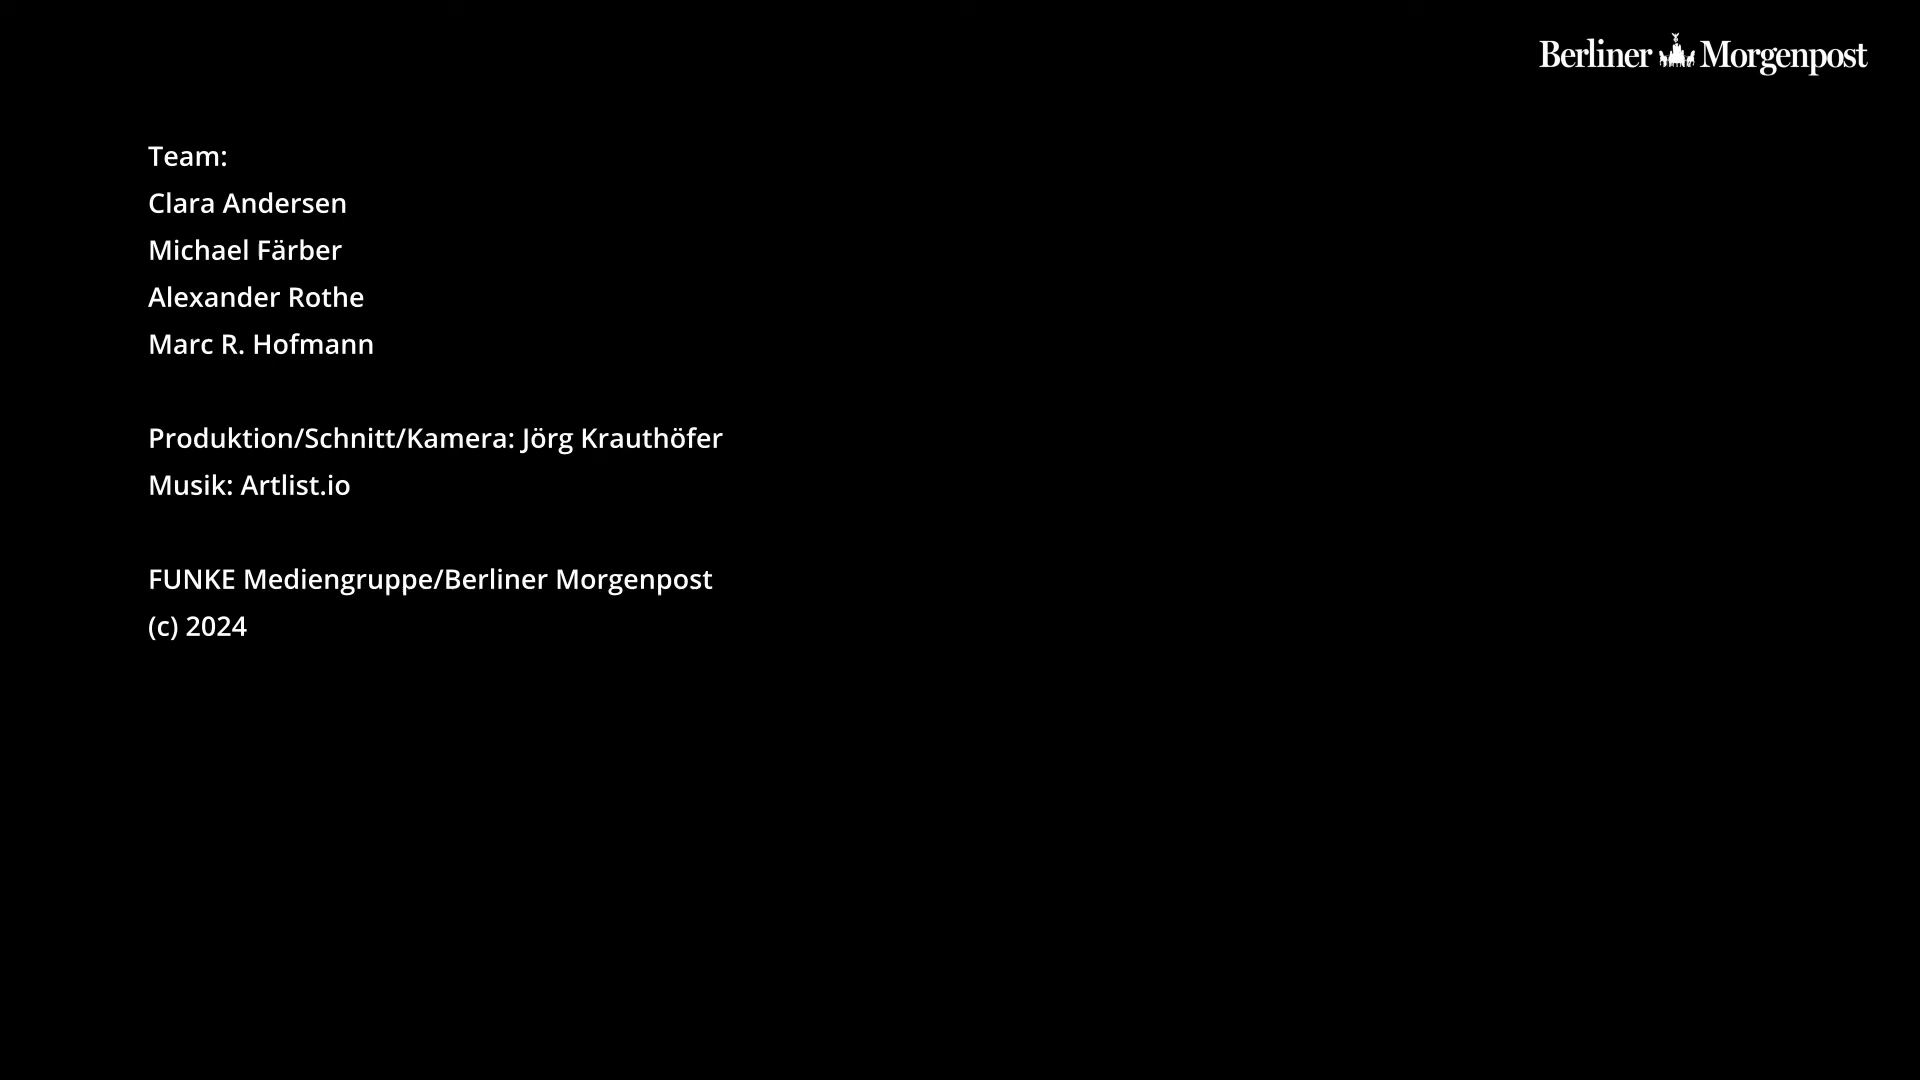 Berliner Morgenpost
Team:
Clara Andersen
Michael Färber
Alexander Rothe
Marc R. Hofmann
Produktion/Schnitt/Kamera: Jörg Krauthöfer
Musik: Artlist.io
FUNKE Mediengruppe/Berliner Morgenpost
(c) 2024